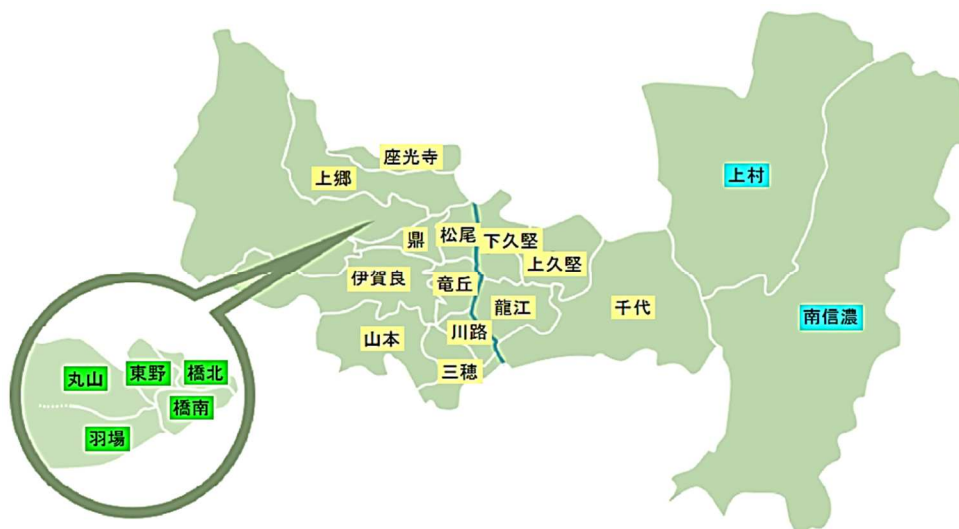 座光寺
上郷
上村
鼎
松尾
下久堅
上久堅
伊賀良
竜丘
龍江
千代
南信濃
山本
川路
三穂
丸山
東野
橋北
橋南
羽場